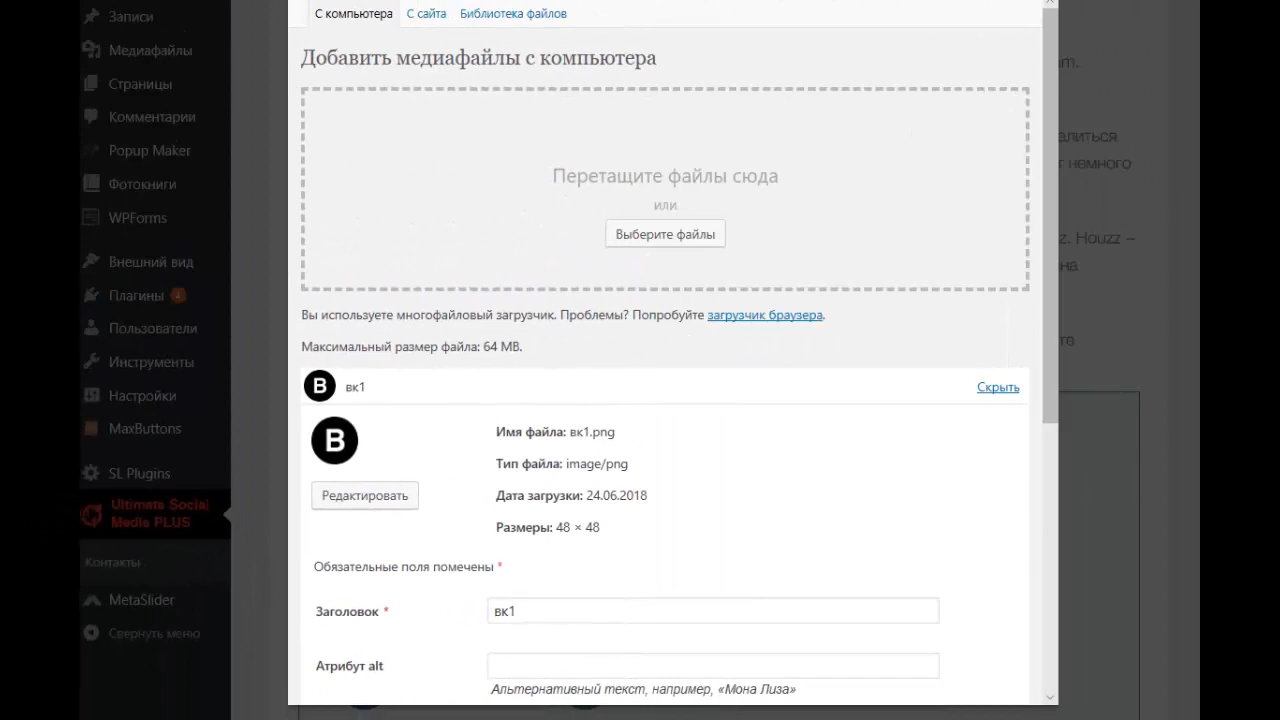 Записи
Медиафайлы
Страницы
Комментарии
Popup Maker
Фотокниги
WPForms
Внешний вид
Плагины 4
Пользователи
Инструменты
Настройки
MaxButtons
SL Plugins
Ultimate Social
Media PLUS
Контакты
MetaSlider
Свернуть меню
С компьютера С сайта Библиотека файлов
Добавить медиафайлы с компьютера
Перетащите файлы сюда
или
Выберите файлы
Вы используете многофайловый загрузчик. Проблемы? Попробуйте загрузчик браузера.
Максимальный размер файла: 64 MB.
В вк1 Скрыть
В
Редактировать
Имя файла: вк1.png
Тип файла: image/png
Дата загрузки: 24.06.2018
Размеры: 48 × 48
Обязательные поля помечены *
Заголовок * вк1
Атрибут alt
Альтернативный текст, например, «Мона Лиза»
немного
z. Houzz –